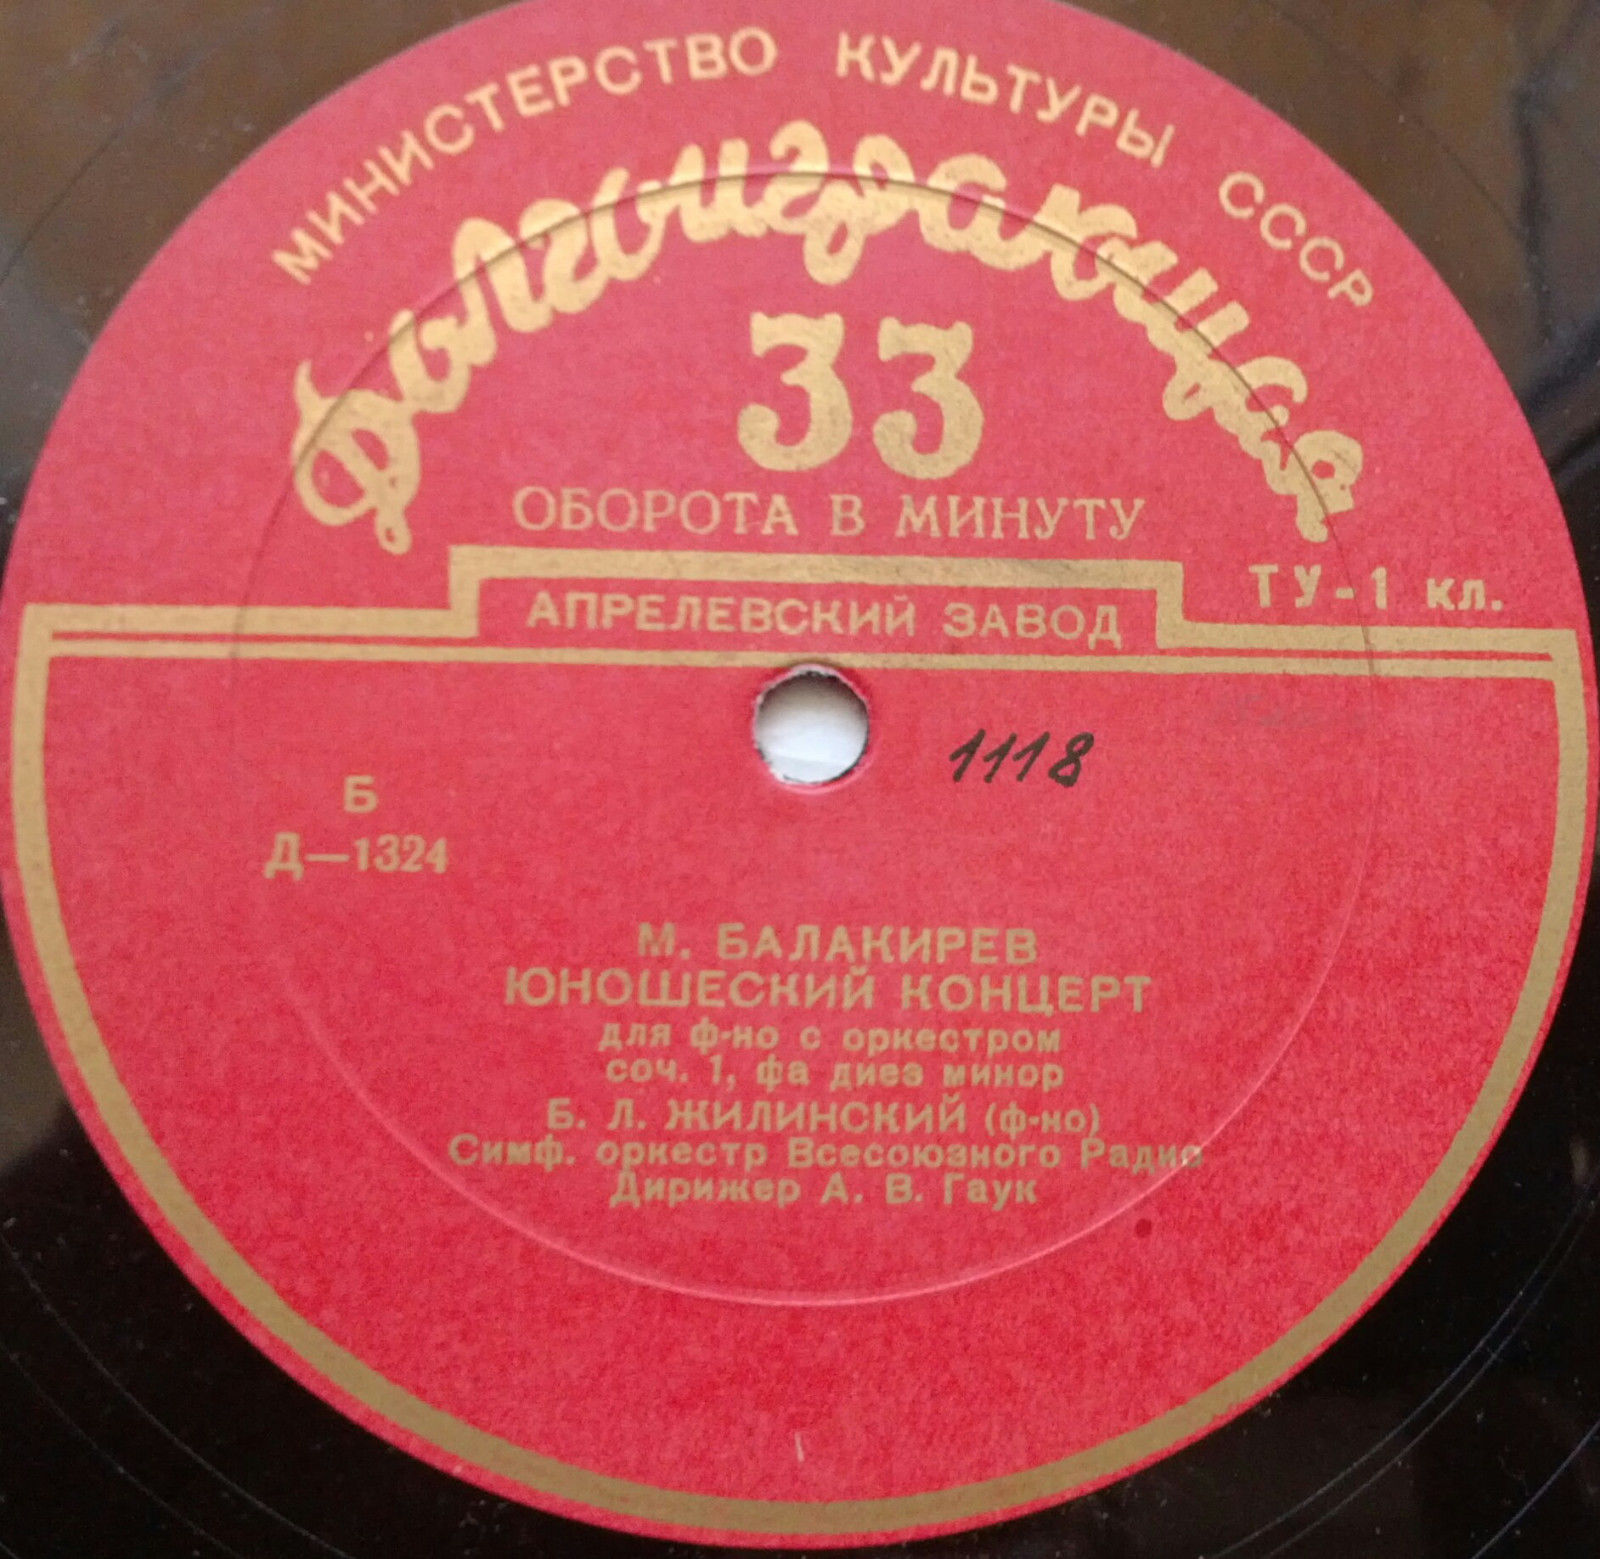 МИНИСТЕРСТВО КУЛЬТУРЫ СССР
Долгоиграющая
33
ОБОРОТА В МИНУТУ
АПРЕЛЕВСКИЙ ЗАВОД
ТУ-1 кл.
1118
Б
Д—1324
М. БАЛАКИРЕВ
ЮНОШЕСКИЙ КОНЦЕРТ
для ф-но с оркестром
соч. 1, фа диез минор
Б. Л. ЖИЛИНСКИЙ (ф-но)
Симф. оркестр Всесоюзного Радио
Дирижер А. В. Гаук